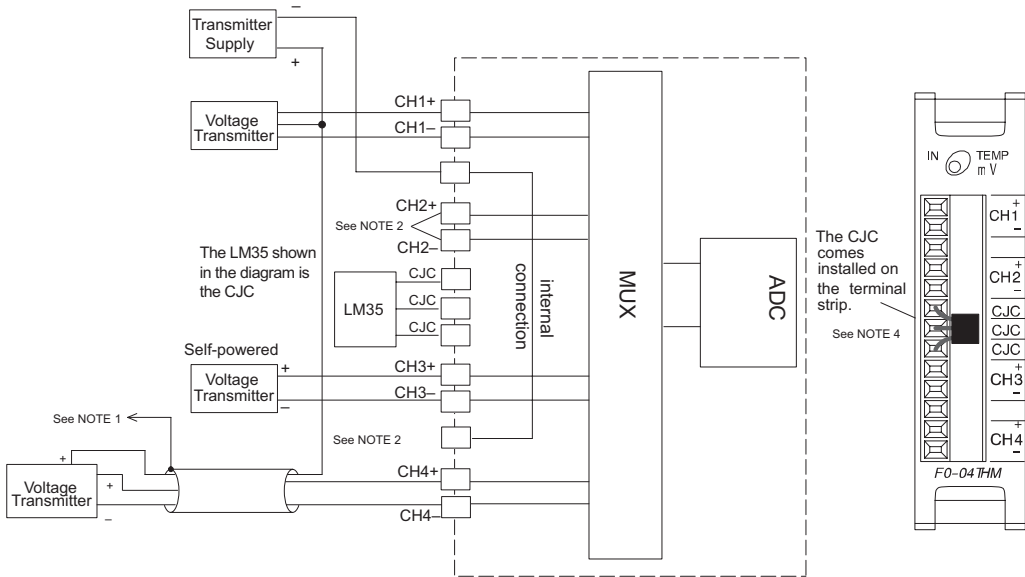 −
Transmitter
Supply
+
Voltage
Transmitter
CH1+
CH1–
CH2+
See NOTE 2
CH2–
The LM35 shown
in the diagram is
the CJC
LM35
CJC
CJC
CJC
internal
connection
MUX
ADC
Self-powered
Voltage
Transmitter
+
–
CH3+
CH3–
See NOTE 1
See NOTE 2
Voltage
Transmitter
+
+
–
CH4+
CH4–
The CJC
comes
installed on
the terminal
strip.
See NOTE 4
IN
TEMP
mV
+
CH1
-
+
CH2
-
CJC
CJC
CJC
+
CH3
-
+
CH4
-
F0-04THM